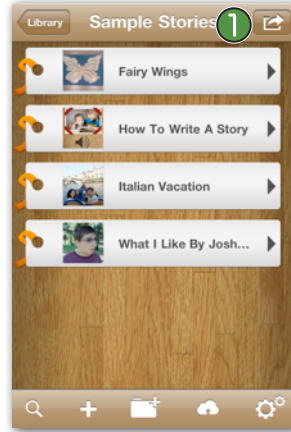 Library
Sample Stories
1
Fairy Wings
How To Write A Story
Italian Vacation
What I Like By Josh...